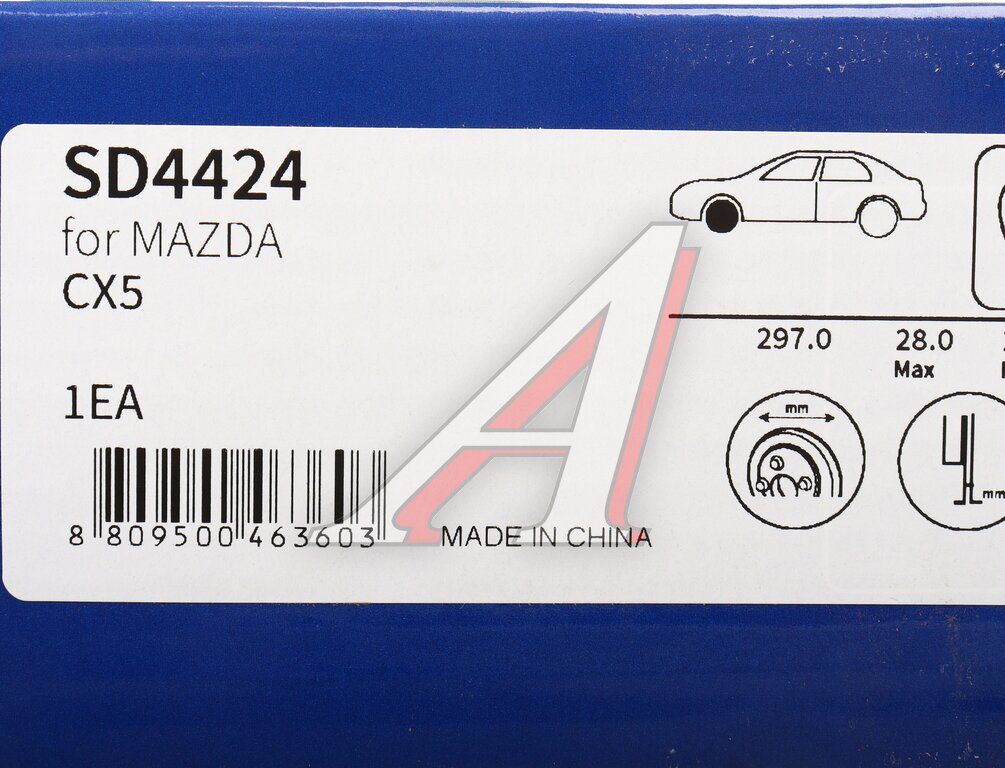 SD4424
for MAZDA
CX5
1EA
8 809500 463603
MADE IN CHINA
297.0
28.0
Max
mm
mm